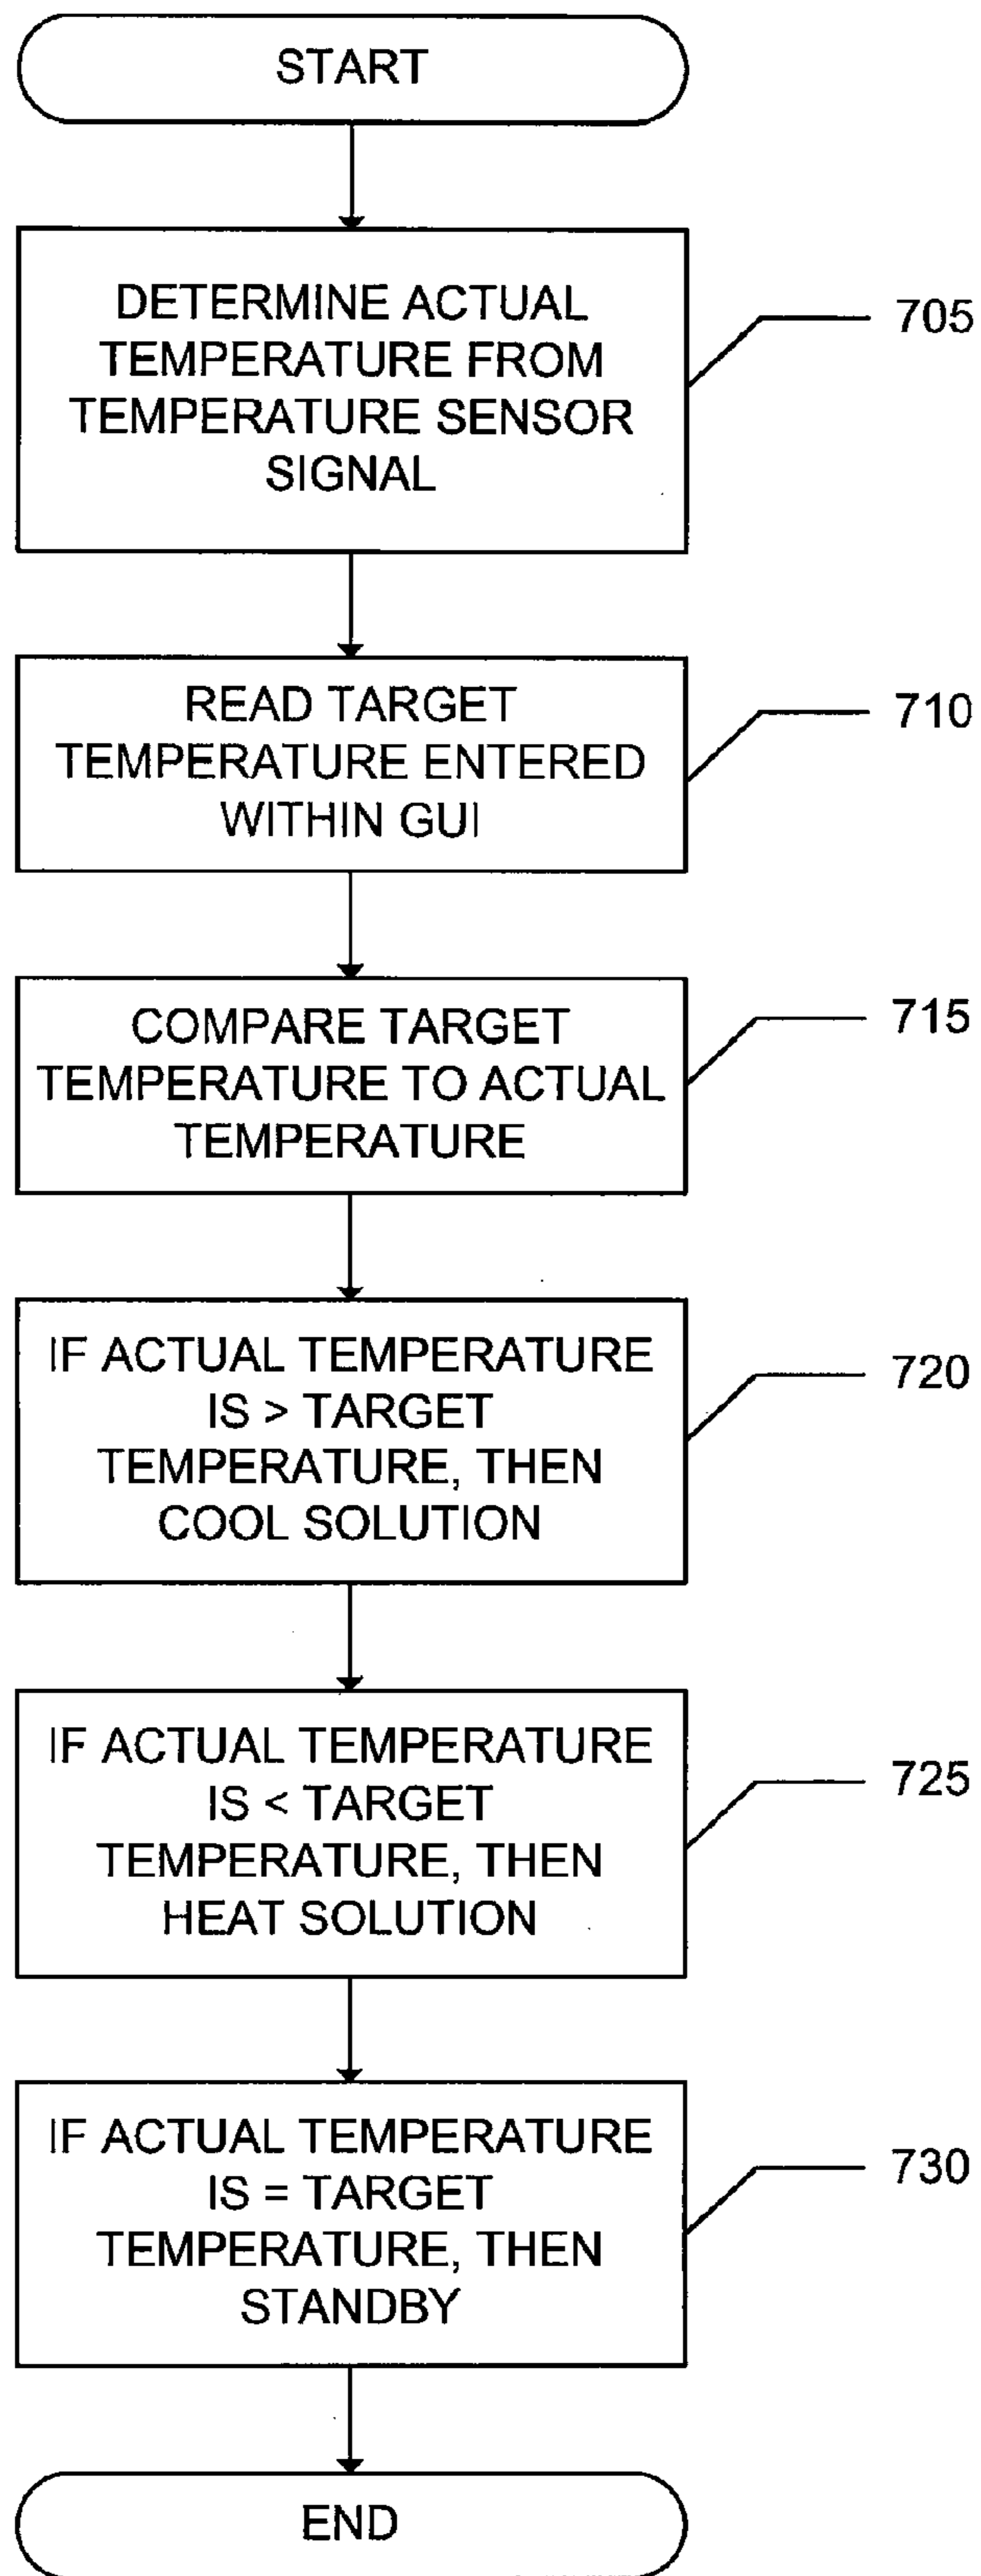 START
DETERMINE ACTUAL
TEMPERATURE FROM
TEMPERATURE SENSOR
SIGNAL
705
READ TARGET
TEMPERATURE ENTERED
WITHIN GUI
710
COMPARE TARGET
TEMPERATURE TO ACTUAL
TEMPERATURE
715
IF ACTUAL TEMPERATURE
IS > TARGET
TEMPERATURE, THEN
COOL SOLUTION
720
IF ACTUAL TEMPERATURE
IS < TARGET
TEMPERATURE, THEN
HEAT SOLUTION
725
IF ACTUAL TEMPERATURE
IS = TARGET
TEMPERATURE, THEN
STANDBY
730
END